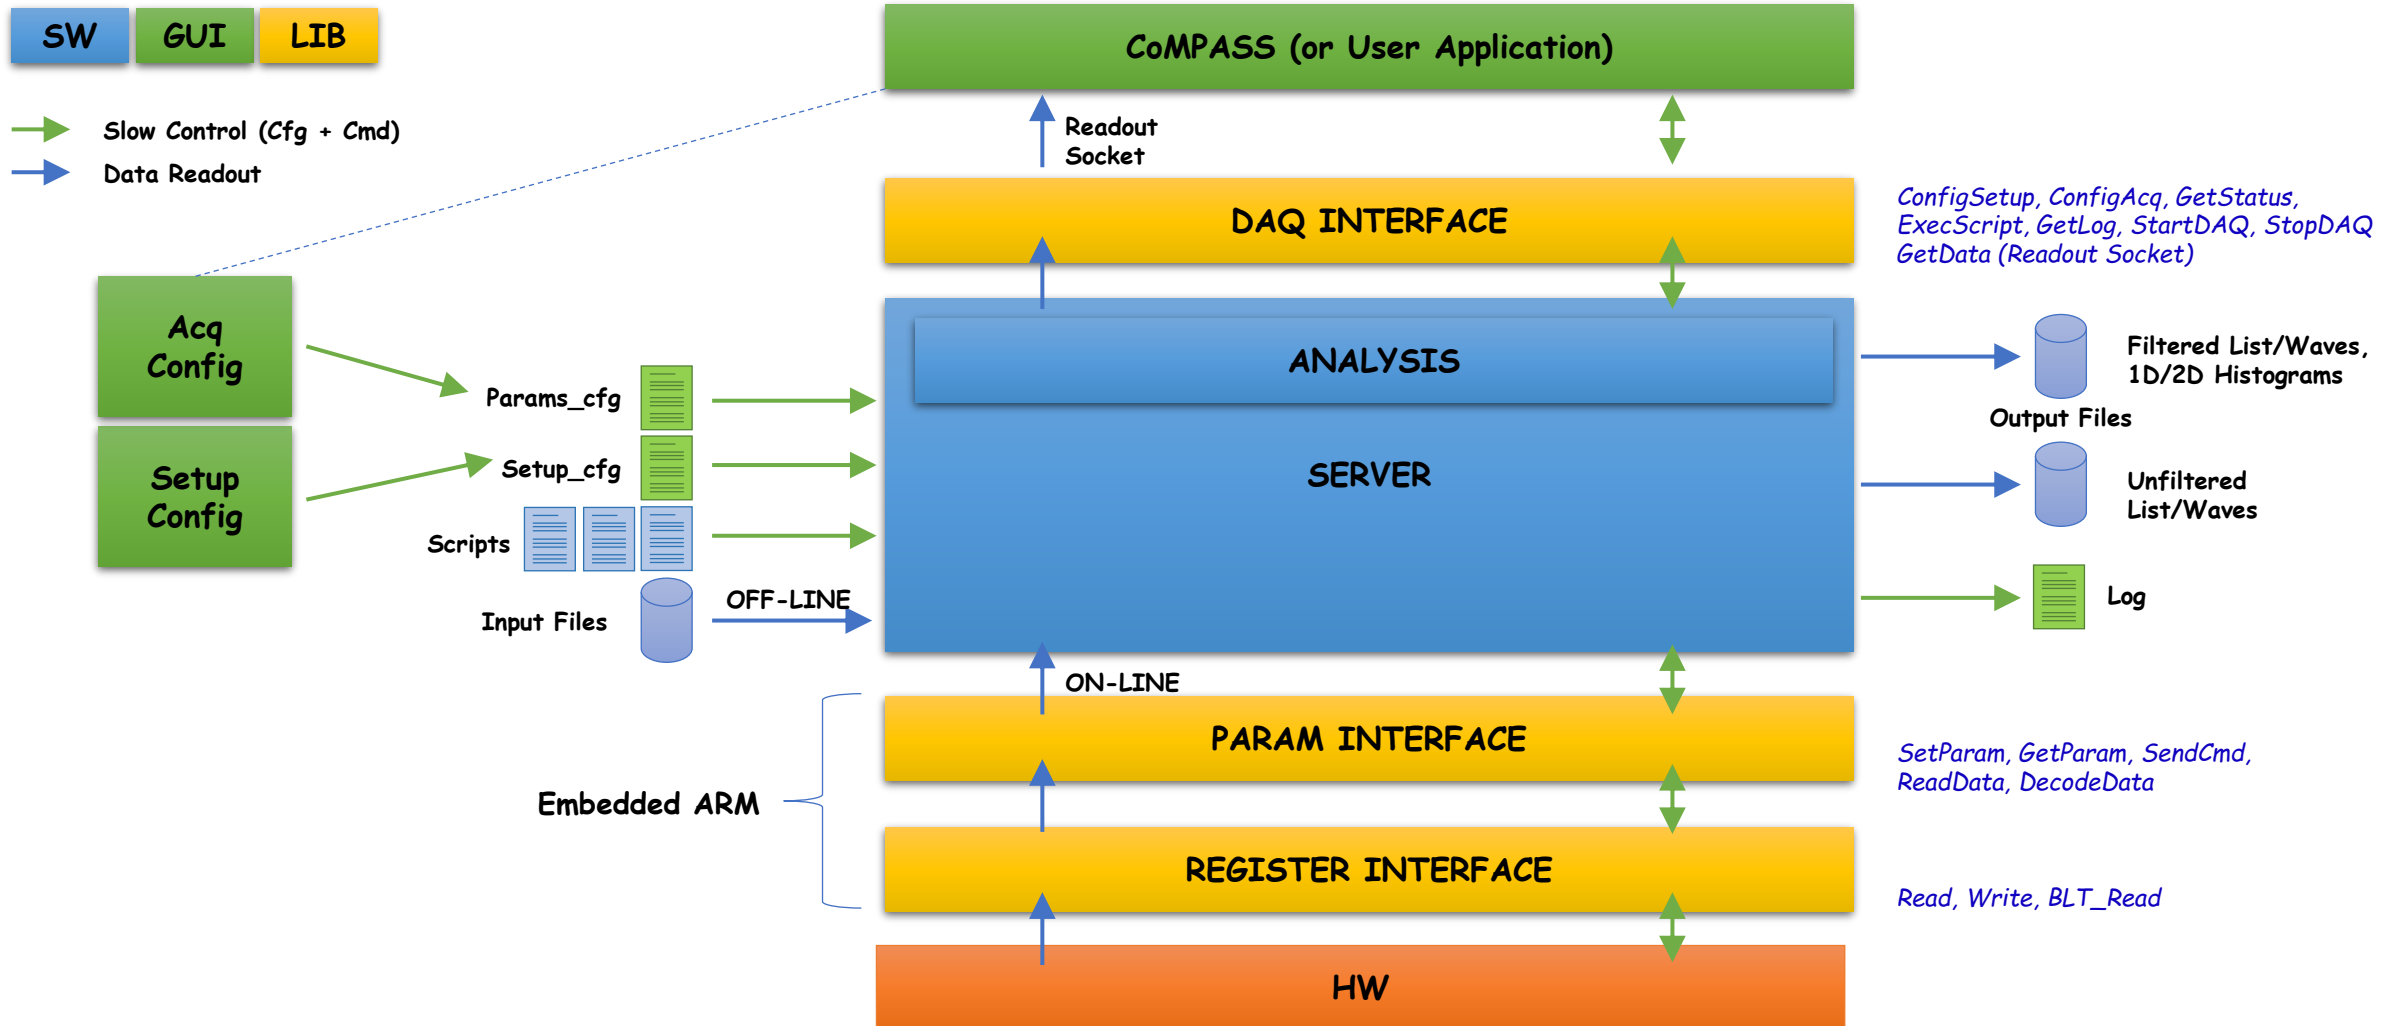 SW
GUI
LIB
CoMPASS (or User Application)
Slow Control (Cfg + Cmd)
Data Readout
Readout
Socket
DAQ INTERFACE
ConfigSetup, ConfigAcq, GetStatus,
ExecScript, GetLog, StartDAQ, StopDAQ
GetData (Readout Socket)
Acq
Config
Setup
Config
Params_cfg
Setup_cfg
Scripts
Input Files
OFF-LINE
ANALYSIS
SERVER
Filtered List/Waves,
1D/2D Histograms
Output Files
Unfiltered
List/Waves
Log
ON-LINE
PARAM INTERFACE
SetParam, GetParam, SendCmd,
ReadData, DecodeData
Embedded ARM
REGISTER INTERFACE
Read, Write, BLT_Read
HW